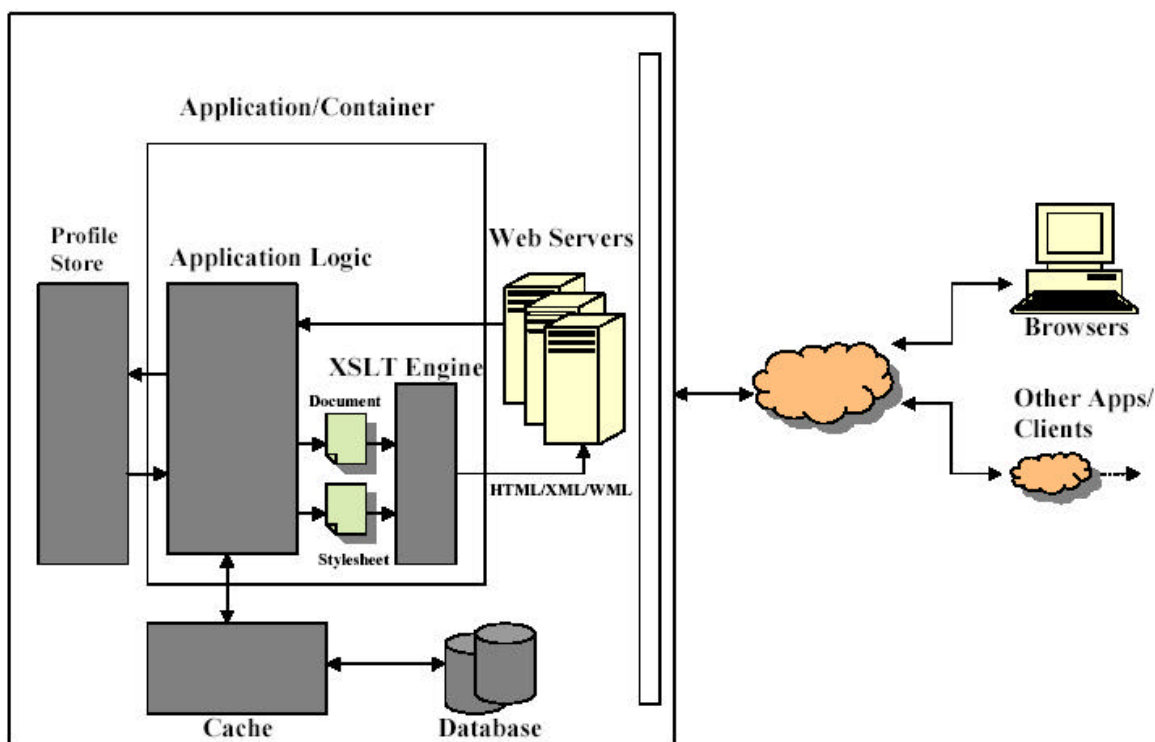 Application/Container
Profile
Store
Application Logic
Web Servers
XSLT Engine
Document
HTML/XML/WML
Stylesheet
Cache
Database
Browsers
Other Apps/
Clients